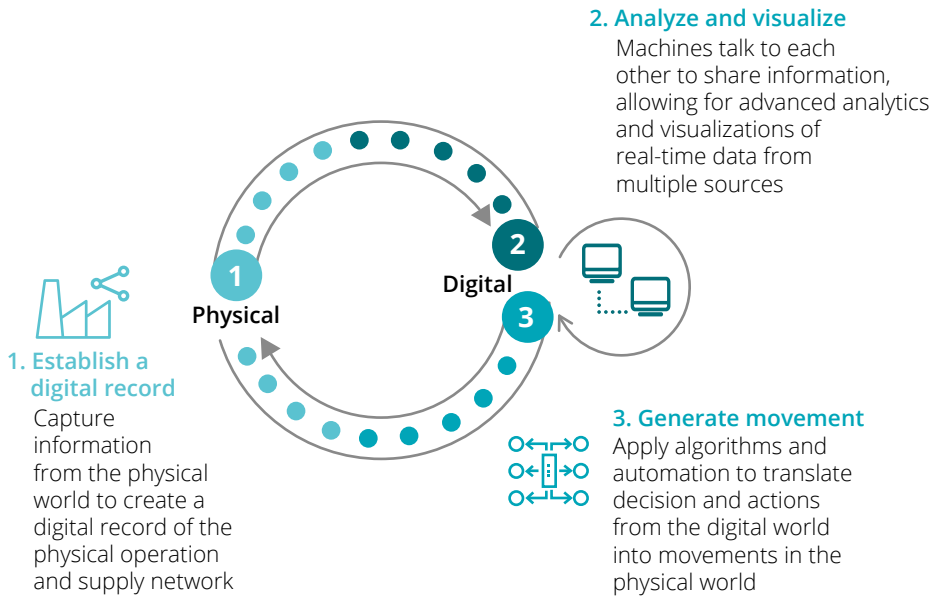 2. Analyze and visualize
Machines talk to each
other to share information,
allowing for advanced analytics
and visualizations of
real-time data from
multiple sources
1
Physical
2
Digital
3
1. Establish a
digital record
Capture
information
from the physical
world to create a
digital record of the
physical operation
and supply network
3. Generate movement
Apply algorithms and
automation to translate
decision and actions
from the digital world
into movements in the
physical world